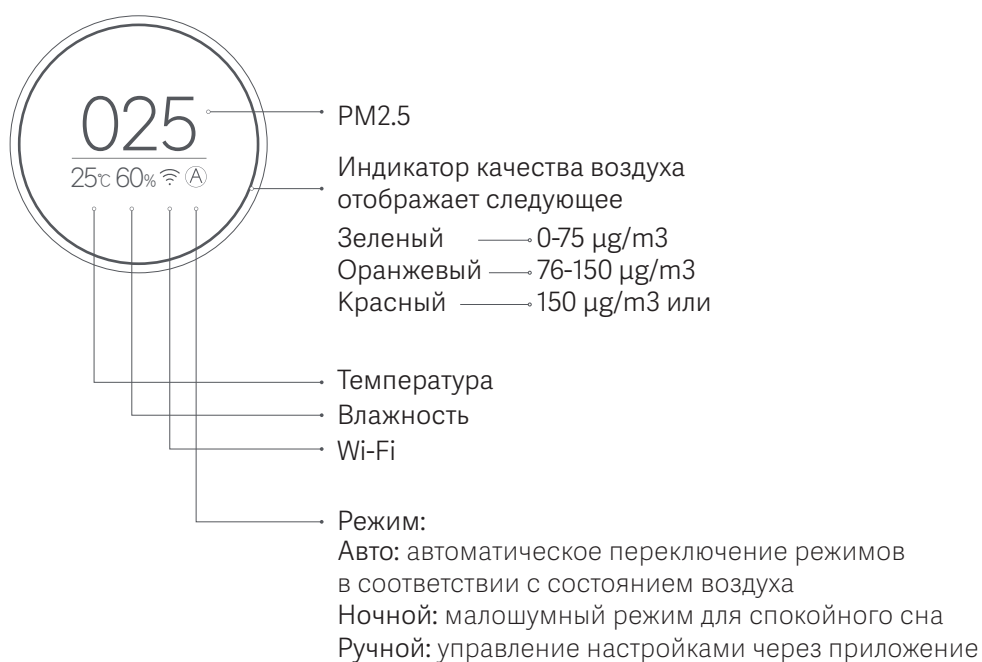 025
25°C 60% A
PM2.5
Индикатор качества воздуха
отображает следующее
Зеленый 0-75 µg/m3
Оранжевый 76-150 µg/m3
Красный 150 µg/m3 или
Температура
Влажность
Wi-Fi
Режим:
Авто: автоматическое переключение режимов
в соответствии с состоянием воздуха
Ночной: малошумный режим для спокойного сна
Ручной: управление настройками через приложение